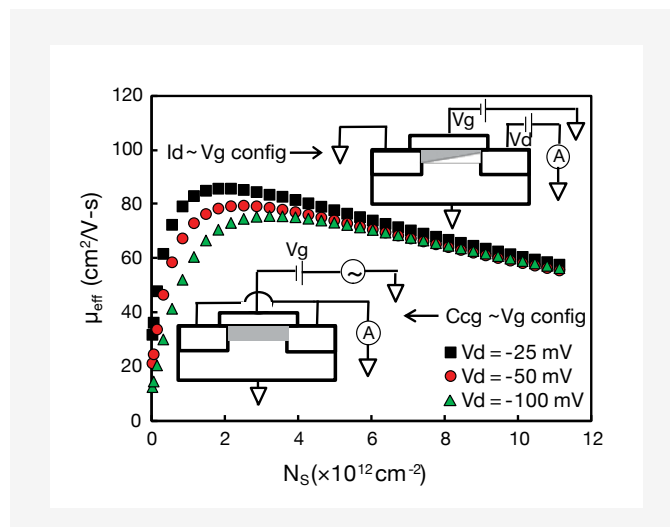 120
100
80
60
40
20
0
0 2 4 6 8 10 12
μeff (cm²/V-s)
NS(×10¹²cm⁻²)
Id~Vg config
Vg
Vd
A
Vg
~
A
Ccg ~Vg config
Vd = -25 mV
Vd = -50 mV
Vd = -100 mV